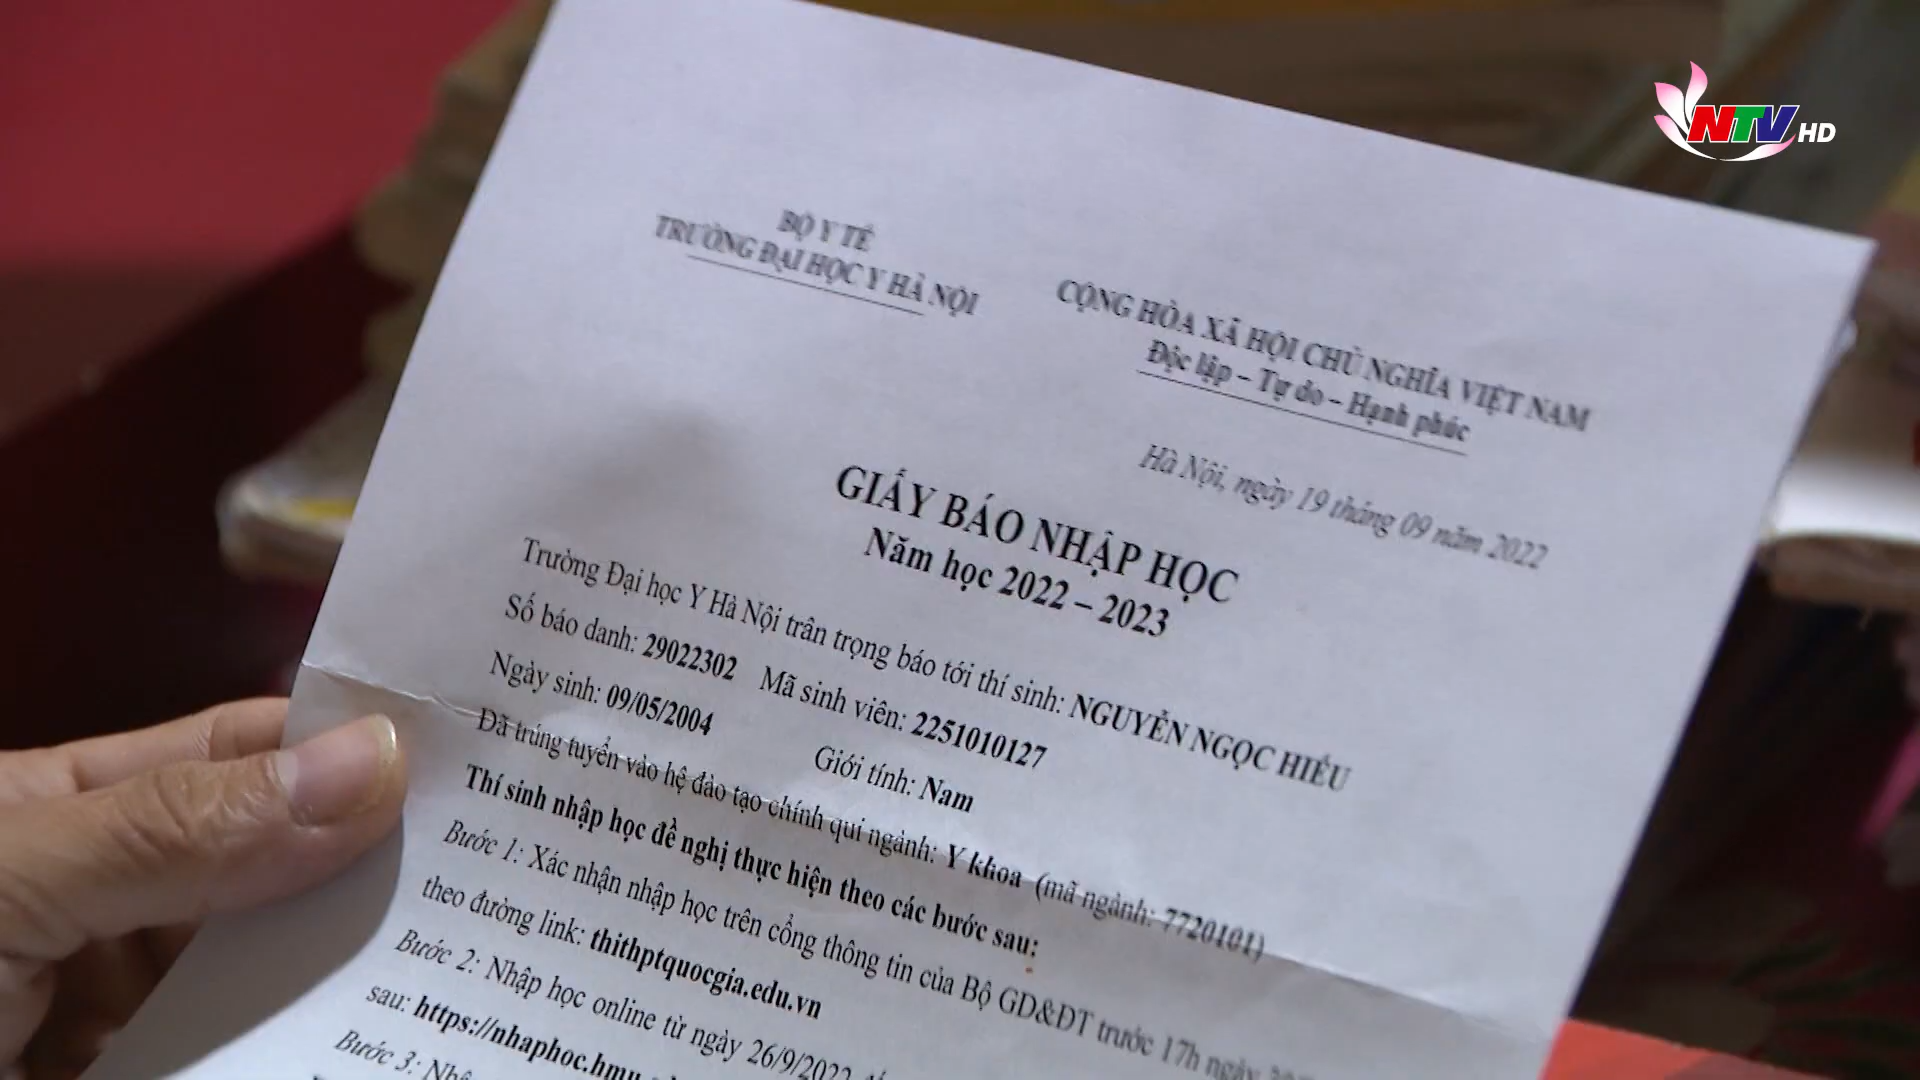 NTV HD
BỘ Y TẾ
TRƯỜNG ĐẠI HỌC Y HÀ NỘI
CỘNG HÒA XÃ HỘI CHỦ NGHĨA VIỆT NAM
Độc lập – Tự do – Hạnh phúc
Hà Nội, ngày 19 tháng 09 năm 2022
GIẤY BÁO NHẬP HỌC
Năm học 2022 – 2023
Trường Đại học Y Hà Nội trân trọng báo tới thí sinh: NGUYỄN NGỌC HIẾU
Số báo danh: 29022302 Mã sinh viên: 2251010127
Ngày sinh: 09/05/2004 Giới tính: Nam
Đã trúng tuyển vào hệ đào tạo chính qui ngành: Y khoa (mã ngành: 7720101)
Thí sinh nhập học đề nghị thực hiện theo các bước sau:
Bước 1: Xác nhận nhập học trên cổng thông tin của Bộ GD&ĐT trước 17h ngày
theo đường link: thithptquocgia.edu.vn
Bước 2: Nhập học online từ ngày 26/9/2022
sau: https://nhaphoc.hmu
Bước 3: